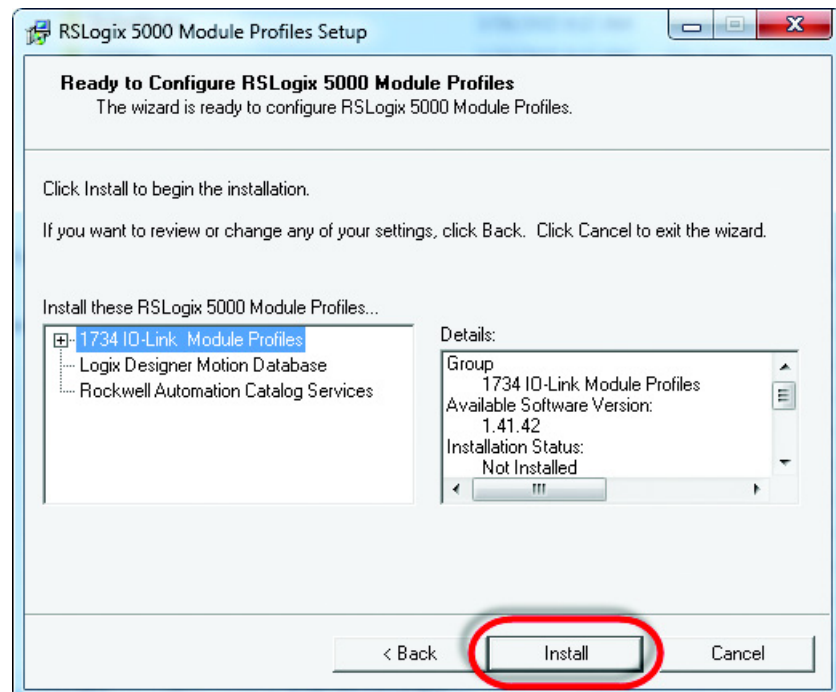 RSLogix 5000 Module Profiles Setup
Ready to Configure RSLogix 5000 Module Profiles
The wizard is ready to configure RSLogix 5000 Module Profiles.
Click Install to begin the installation.
If you want to review or change any of your settings, click Back. Click Cancel to exit the wizard.
Install these RSLogix 5000 Module Profiles...
1734 IO-Link Module Profiles
Logix Designer Motion Database
Rockwell Automation Catalog Services
Details:
Group
1734 IO-Link Module Profiles
Available Software Version:
1.41.42
Installation Status:
Not Installed
< Back
Install
Cancel